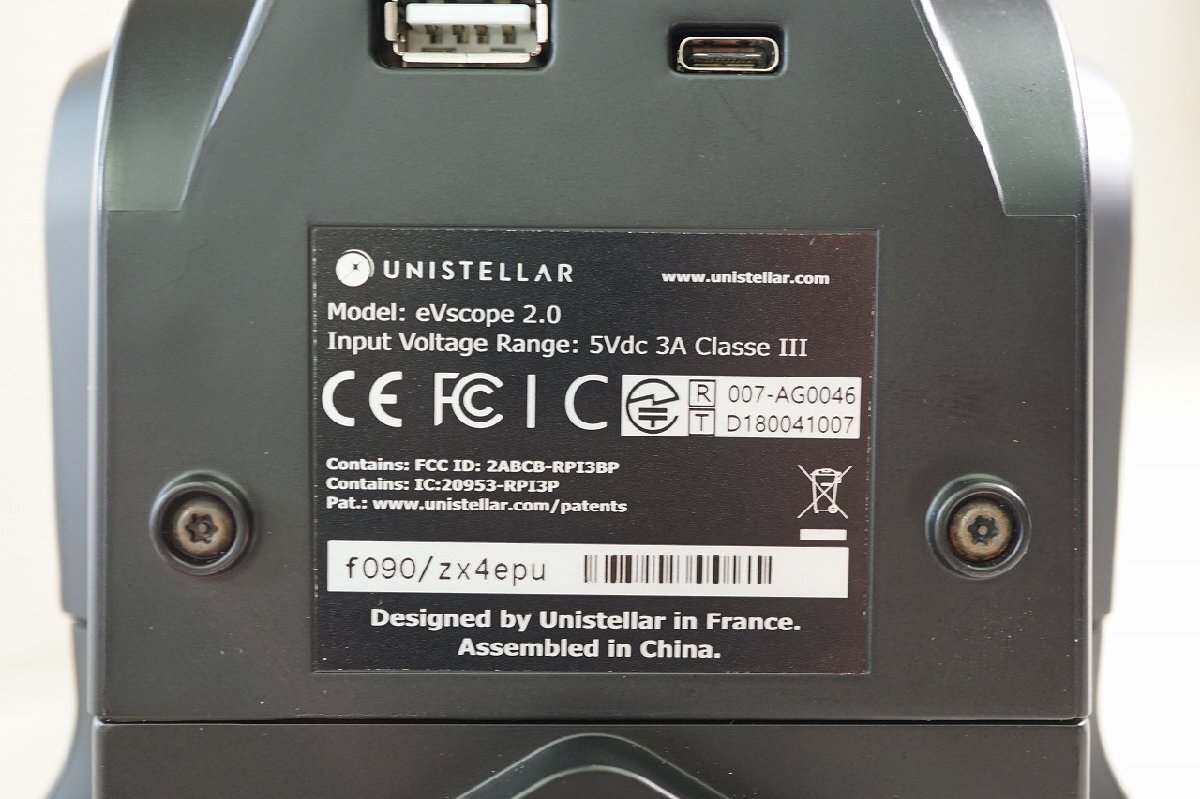 UNISTELLAR
www.unistellar.com
Model: eVscope 2.0
Input Voltage Range: 5Vdc 3A Classe III
CE FC IC R 007-AG0046
T D180041007
Contains: FCC ID: 2ABCB-RPI3BP
Contains: IC:20953-RPI3P
Pat.: www.unistellar.com/patents
f090/zx4epu
Designed by Unistellar in France.
Assembled in China.